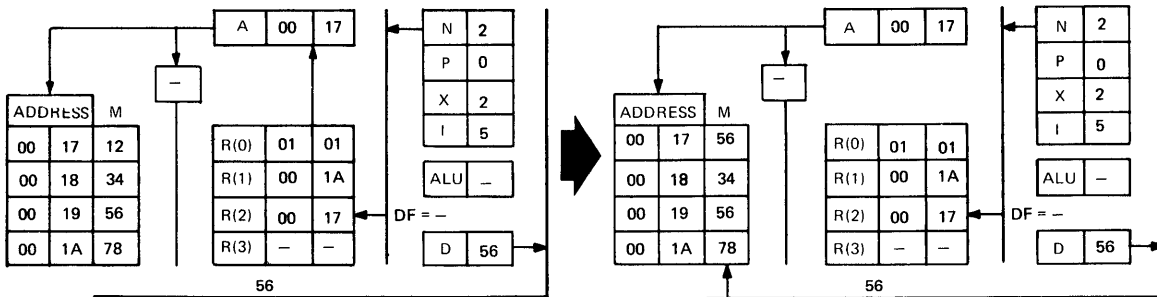 A 00 17
N 2
P 0
X 2
I 5
–
ADDRESS M
00 17 12
00 18 34
00 19 56
00 1A 78
R(0) 01 01
R(1) 00 1A
R(2) 00 17
R(3) – –
ALU –
DF = –
D 56
56
A 00 17
N 2
P 0
X 2
I 5
–
ADDRESS M
00 17 56
00 18 34
00 19 56
00 1A 78
R(0) 01 01
R(1) 00 1A
R(2) 00 17
R(3) – –
ALU –
DF = –
D 56
56